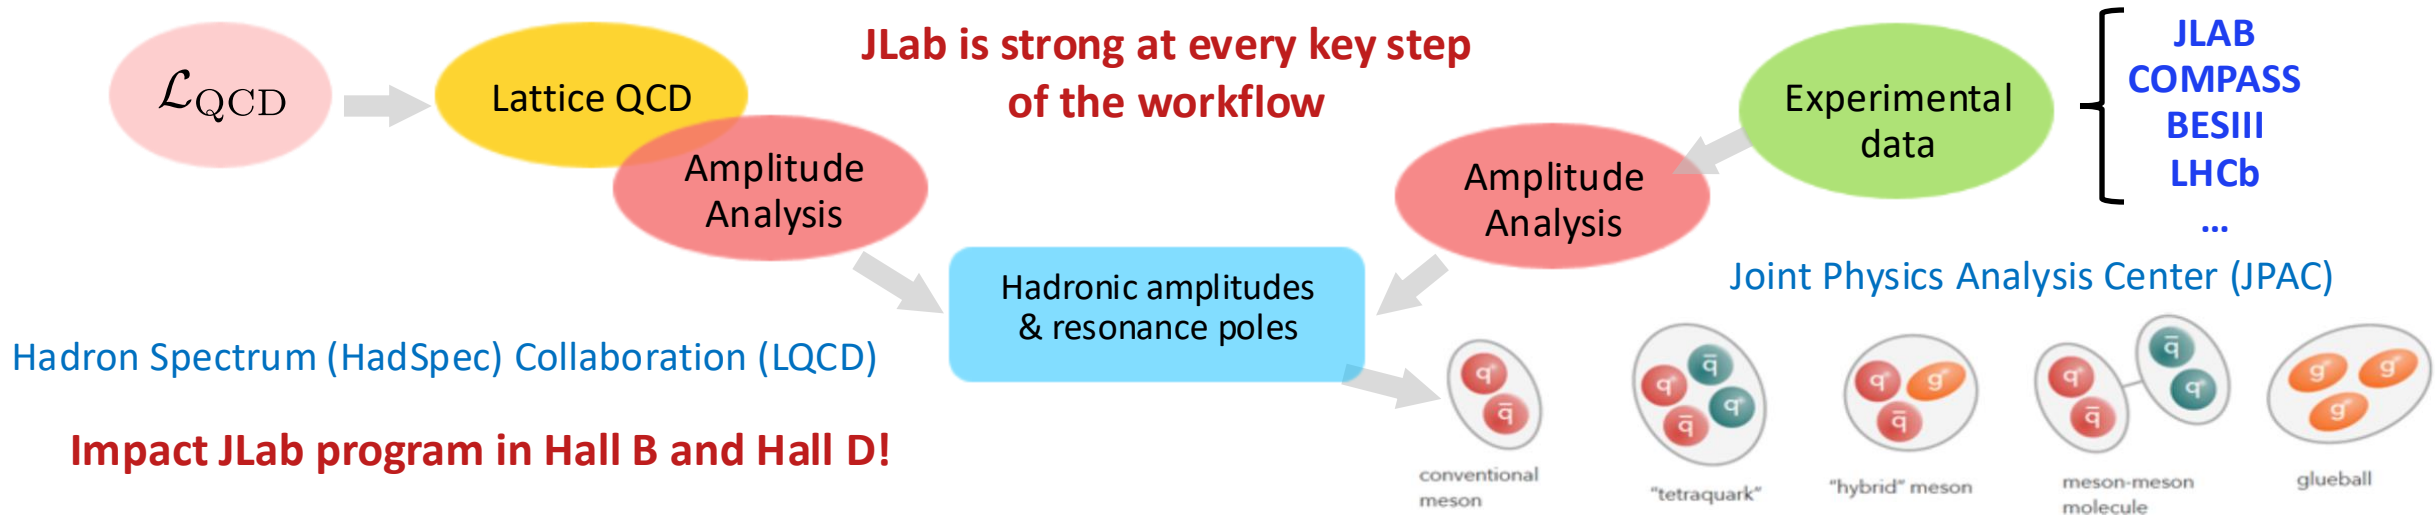 JLab is strong at every key step
of the workflow
ℒ_QCD
Lattice QCD
Amplitude
Analysis
Experimental
data
JLAB
COMPASS
BESIII
LHCb
...
Amplitude
Analysis
Joint Physics Analysis Center (JPAC)
Hadronic amplitudes
& resonance poles
Hadron Spectrum (HadSpec) Collaboration (LQCD)
Impact JLab program in Hall B and Hall D!
q
q̄
conventional
meson
q
q̄
q̄
q
"tetraquark"
q
g
q̄
"hybrid" meson
q
q̄
q̄
q
meson-meson
molecule
g
g
g
glueball